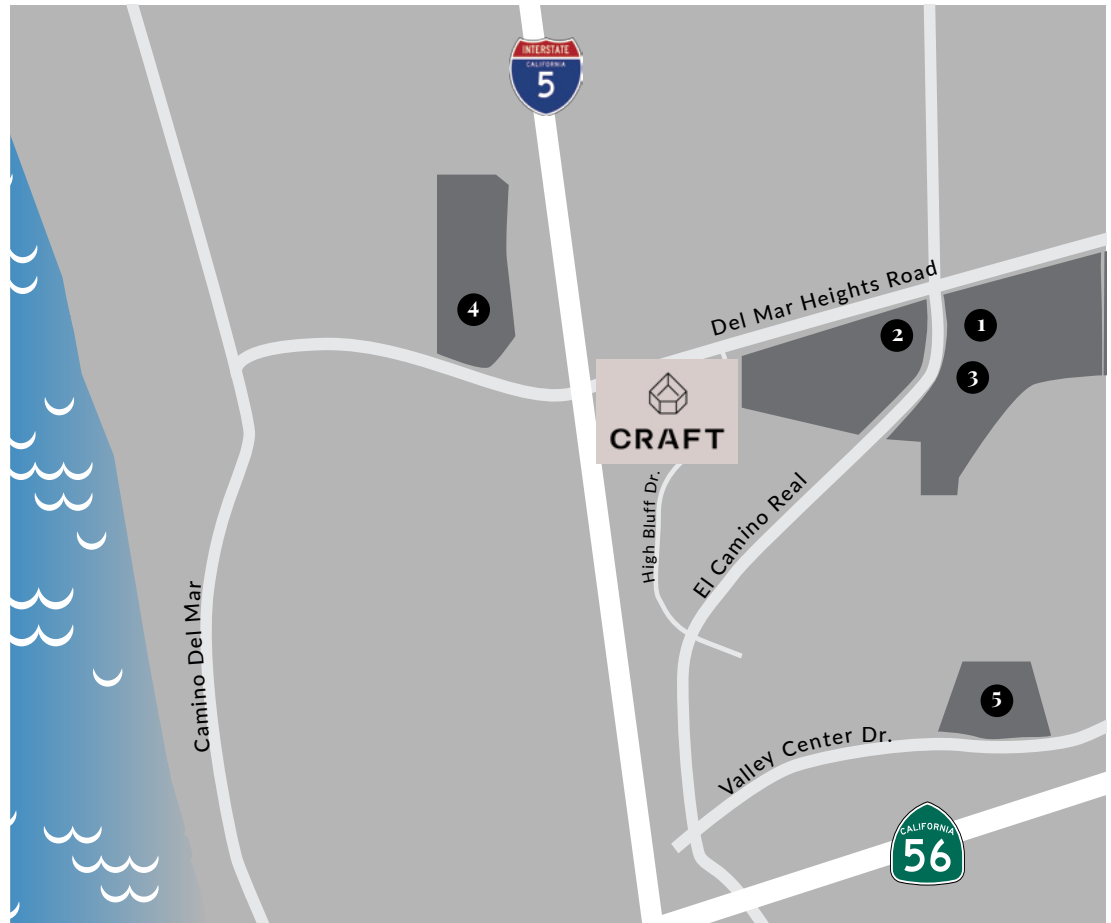 INTERSTATE
CALIFORNIA
5
4
Del Mar Heights Road
1
2
3
CRAFT
High Bluff Dr.
El Camino Real
Camino Del Mar
5
Valley Center Dr.
CALIFORNIA
56